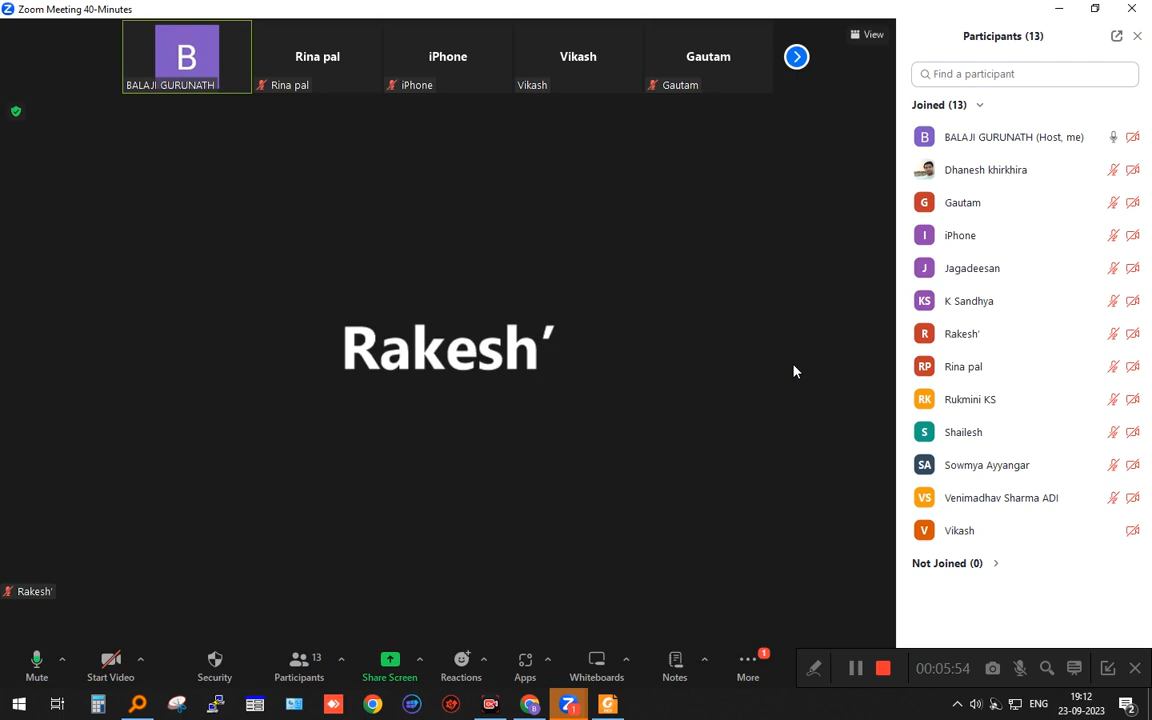 Zoom Meeting 40-Minutes
B
Rina pal
iPhone
Vikash
Gautam
BALAJI GURUNATH
Rina pal
iPhone
Vikash
Gautam
View
Rakesh'
Rakesh'
Participants (13)
Find a participant
Joined (13)
B BALAJI GURUNATH (Host, me)
Dhanesh khirkhira
G Gautam
I iPhone
J Jagadeesan
KS K Sandhya
R Rakesh'
RP Rina pal
RK Rukmini KS
S Shailesh
SA Sowmya Ayyangar
VS Venimadhav Sharma ADI
V Vikash
Not Joined (0)
13
1
Mute
Start Video
Security
Participants
Share Screen
Reactions
Apps
Whiteboards
Notes
More
00:05:54
ENG
19:12
23-09-2023
2